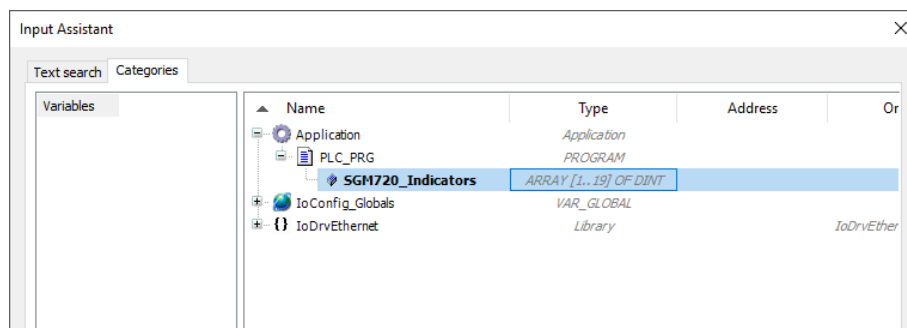 Input Assistant
Text search Categories
Variables
Name Type Address Or
Application Application
PLC_PRG PROGRAM
SGM720_Indicators ARRAY [1..19] OF DINT
IoConfig_Globals VAR_GLOBAL
{} IoDrvEthernet Library IoDrvEther